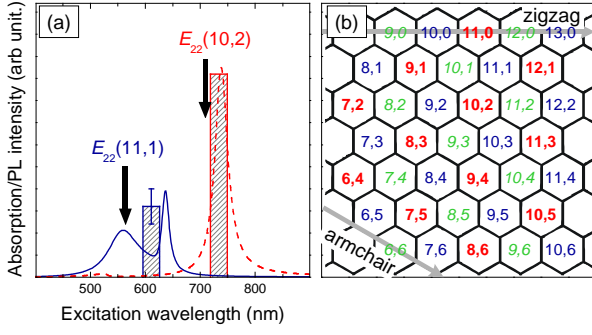 (a)
E22(10,2)
E22(11,1)
Absorption/PL intensity (arb unit.)
500 600 700 800
Excitation wavelength (nm)
(b)
zigzag
9,0 10,0 11,0 12,0 13,0
8,1 9,1 10,1 11,1 12,1
7,2 8,2 9,2 10,2 11,2 12,2
7,3 8,3 9,3 10,3 11,3
6,4 7,4 8,4 9,4 10,4 11,4
6,5 7,5 8,5 9,5 10,5
armchair
6,6 7,6 8,6 9,6 10,6